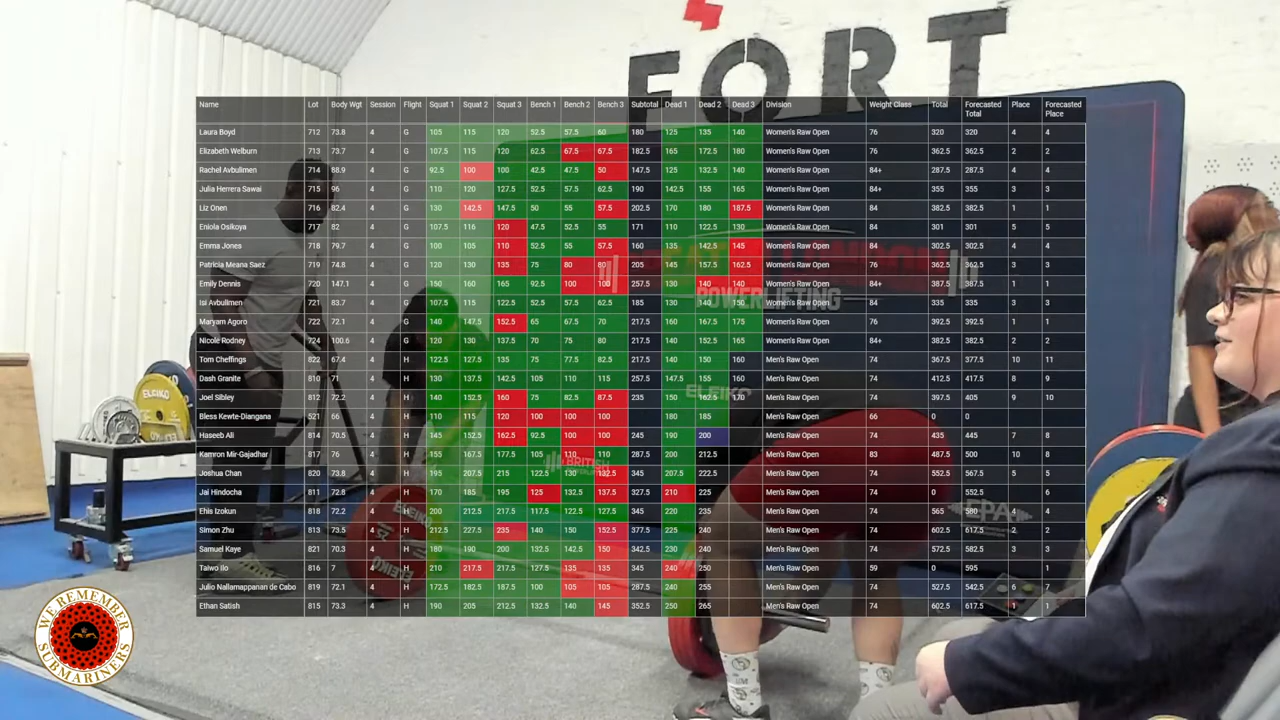 FORT
Name Lot Body Wgt Session Flight Squat 1 Squat 2 Squat 3 Bench 1 Bench 2 Bench 3 Subtotal Dead 1 Dead 2 Dead 3 Division Weight Class Total Forecasted Total Place Forecasted Place
Laura Boyd 712 73.8 4 G 105 115 120 52.5 57.5 60 180 125 135 140 Women's Raw Open 76 320 320 4 4
Elizabeth Welburn 713 73.7 4 G 107.5 115 120 62.5 67.5 67.5 182.5 165 172.5 180 Women's Raw Open 76 362.5 362.5 2 2
Rachel Avbulimen 714 88.9 4 G 92.5 100 100 42.5 47.5 50 147.5 125 132.5 140 Women's Raw Open 84+ 287.5 287.5 4 4
Julia Herrera Sawai 715 96 4 G 110 120 127.5 52.5 57.5 62.5 190 142.5 155 165 Women's Raw Open 84+ 355 355 3 3
Liz Onen 716 82.4 4 G 130 142.5 147.5 50 55 57.5 202.5 170 180 187.5 Women's Raw Open 84 382.5 382.5 1 1
Eniola Osikoya 717 82 4 G 107.5 116 120 47.5 52.5 55 171 110 122.5 130 Women's Raw Open 84 301 301 5 5
Emma Jones 718 79.7 4 G 100 105 110 52.5 55 57.5 160 135 142.5 145 Women's Raw Open 84 302.5 302.5 4 4
Patricia Meana Saez 719 74.8 4 G 120 130 135 75 80 80 205 145 157.5 162.5 Women's Raw Open 76 362.5 362.5 3 3
Emily Dennis 720 147.1 4 G 150 160 165 92.5 100 100 257.5 130 140 140 Women's Raw Open 84+ 387.5 387.5 1 1
Isi Avbulimen 721 83.7 4 G 107.5 115 122.5 52.5 57.5 62.5 185 130 140 150 Women's Raw Open 84 335 335 3 3
Maryam Agoro 722 72.1 4 G 140 147.5 152.5 65 67.5 70 217.5 160 167.5 175 Women's Raw Open 76 392.5 392.5 1 1
Nicole Rodney 724 100.6 4 G 120 130 137.5 70 75 80 217.5 140 152.5 165 Women's Raw Open 84+ 382.5 382.5 2 2
Tom Cheffings 822 67.4 4 H 122.5 127.5 135 75 77.5 82.5 217.5 140 150 160 Men's Raw Open 74 367.5 377.5 10 11
Dash Granite 810 71 4 H 130 137.5 142.5 105 110 115 257.5 147.5 155 160 Men's Raw Open 74 412.5 417.5 8 9
Joel Sibley 812 72.2 4 H 140 152.5 160 75 82.5 87.5 235 150 162.5 170 Men's Raw Open 74 397.5 405 9 10
Bless Kewte-Diangana 521 66 4 H 110 115 120 100 100 100 180 185 Men's Raw Open 66 0 0
Haseeb Ali 814 70.5 4 H 145 152.5 162.5 92.5 100 100 245 190 200 Men's Raw Open 74 435 445 7 8
Kamron Mir-Gajadhar 817 76 4 H 155 167.5 177.5 105 110 110 287.5 200 212.5 Men's Raw Open 83 487.5 500 10 8
Joshua Chan 820 73.8 4 H 195 207.5 215 122.5 130 132.5 345 207.5 222.5 Men's Raw Open 74 552.5 567.5 5 5
Jai Hindocha 811 72.8 4 H 170 185 195 125 132.5 137.5 327.5 210 225 Men's Raw Open 74 0 552.5 6
Ehis Izokun 818 72.2 4 H 200 212.5 217.5 117.5 122.5 127.5 345 220 235 Men's Raw Open 74 565 580 4 4
Simon Zhu 813 73.5 4 H 212.5 227.5 235 140 150 152.5 377.5 225 240 Men's Raw Open 74 602.5 617.5 2 2
Samuel Kaye 821 70.3 4 H 180 190 200 132.5 142.5 150 342.5 230 240 Men's Raw Open 74 572.5 582.5 3 3
Taiwo Ilo 816 7 4 H 210 217.5 217.5 127.5 135 135 345 240 250 Men's Raw Open 59 0 595 1
Julio Nallamappanan de Cabo 819 72.1 4 H 172.5 182.5 187.5 100 105 105 287.5 240 255 Men's Raw Open 74 527.5 542.5 6 7
Ethan Satish 815 73.3 4 H 190 205 212.5 132.5 140 145 352.5 250 265 Men's Raw Open 74 602.5 617.5 1 1
POWERLIFTING
ELEIKO
ELEIKO
BRITISH
EPA
WE REMEMBER
SUBMARINERS